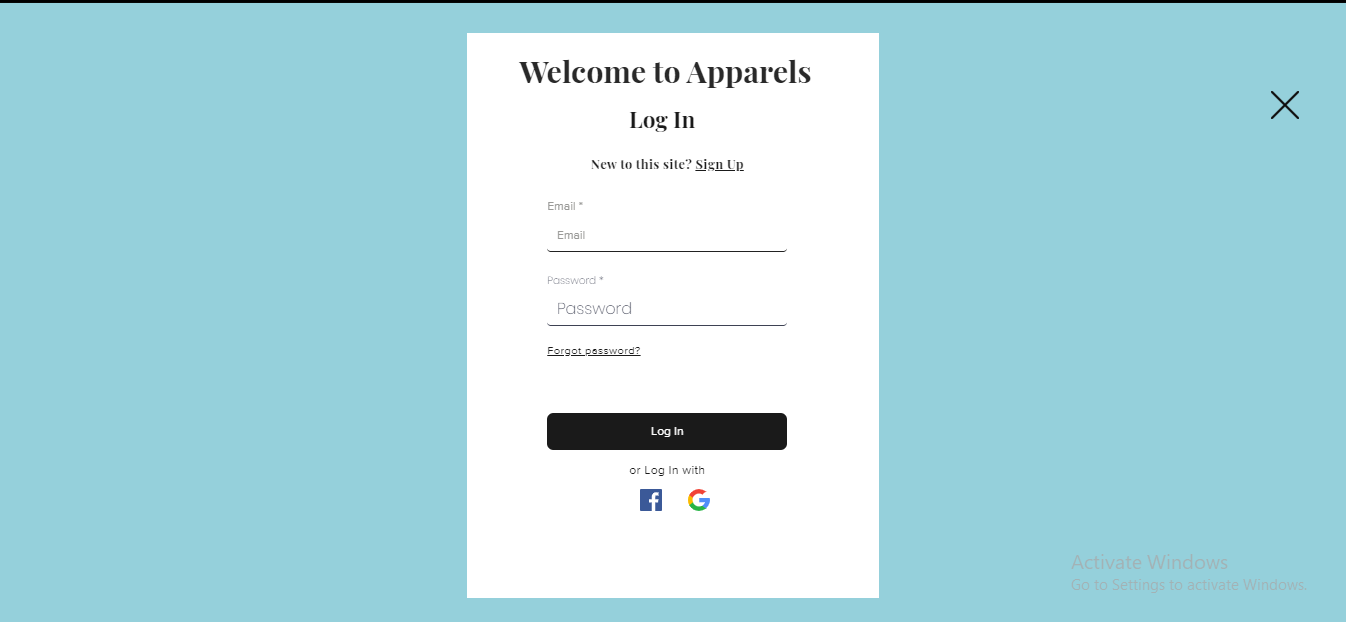 Welcome to Apparels
Log In
New to this site? Sign Up
Email *
Email
Password *
Password
Forgot password?
Log In
or Log In with
Activate Windows
Go to Settings to activate Windows.